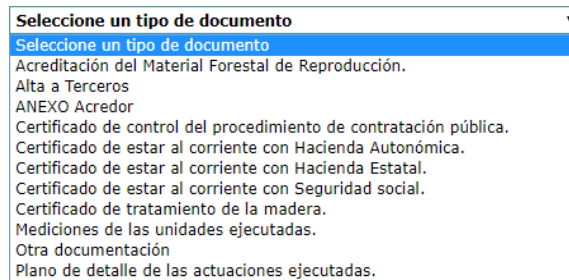 Seleccione un tipo de documento
Seleccione un tipo de documento
Acreditación del Material Forestal de Reproducción.
Alta a Terceros
ANEXO Acredor
Certificado de control del procedimiento de contratación pública.
Certificado de estar al corriente con Hacienda Autonómica.
Certificado de estar al corriente con Hacienda Estatal.
Certificado de estar al corriente con Seguridad social.
Certificado de tratamiento de la madera.
Mediciones de las unidades ejecutadas.
Otra documentación
Plano de detalle de las actuaciones ejecutadas.